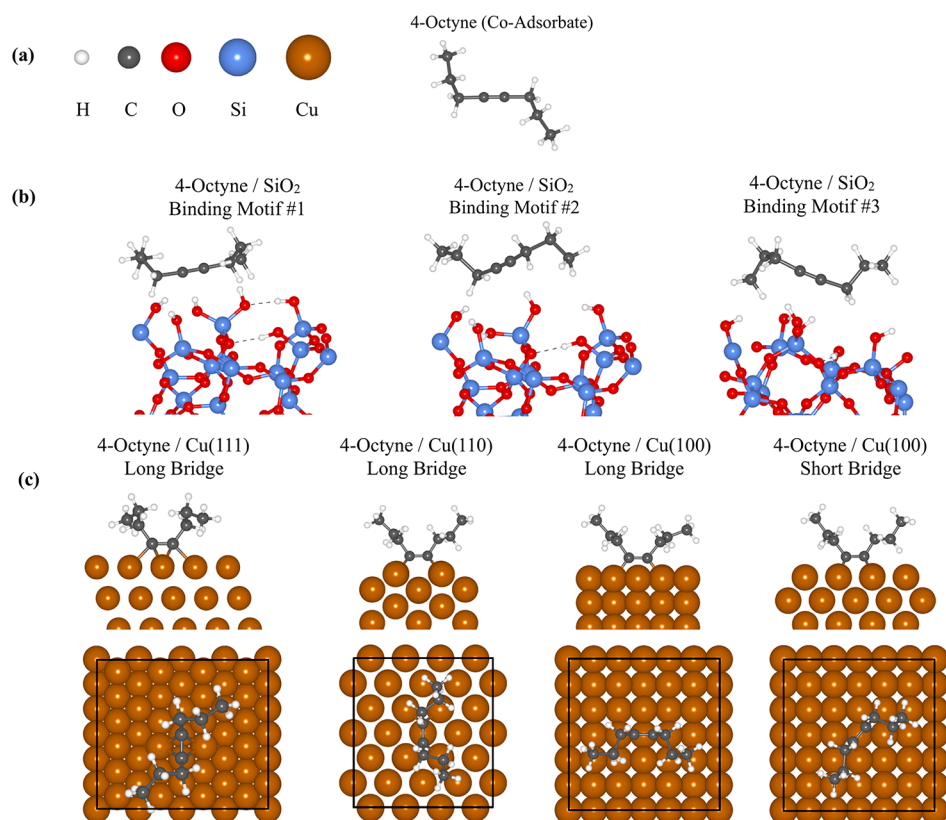 4-Octyne (Co-Adsorbate)
(a)
H C O Si Cu
(b)
4-Octyne / SiO₂
Binding Motif #1
4-Octyne / SiO₂
Binding Motif #2
4-Octyne / SiO₂
Binding Motif #3
(c)
4-Octyne / Cu(111)
Long Bridge
4-Octyne / Cu(110)
Long Bridge
4-Octyne / Cu(100)
Long Bridge
4-Octyne / Cu(100)
Short Bridge